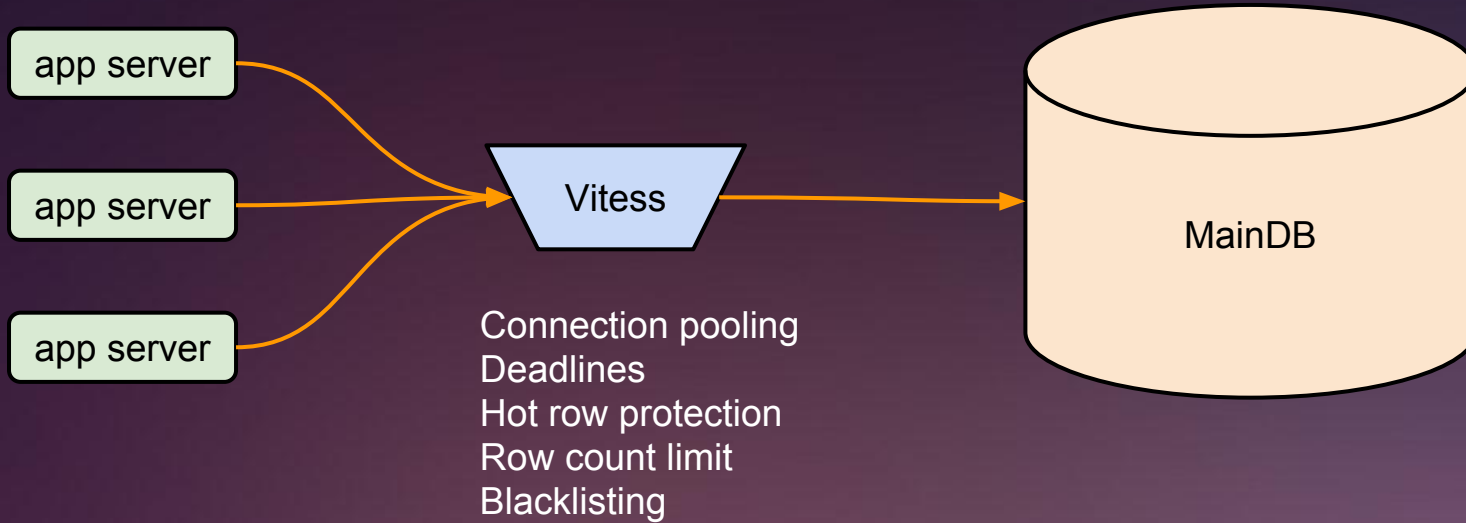 app server
app server
app server
Vitess
MainDB
Connection pooling
Deadlines
Hot row protection
Row count limit
Blacklisting